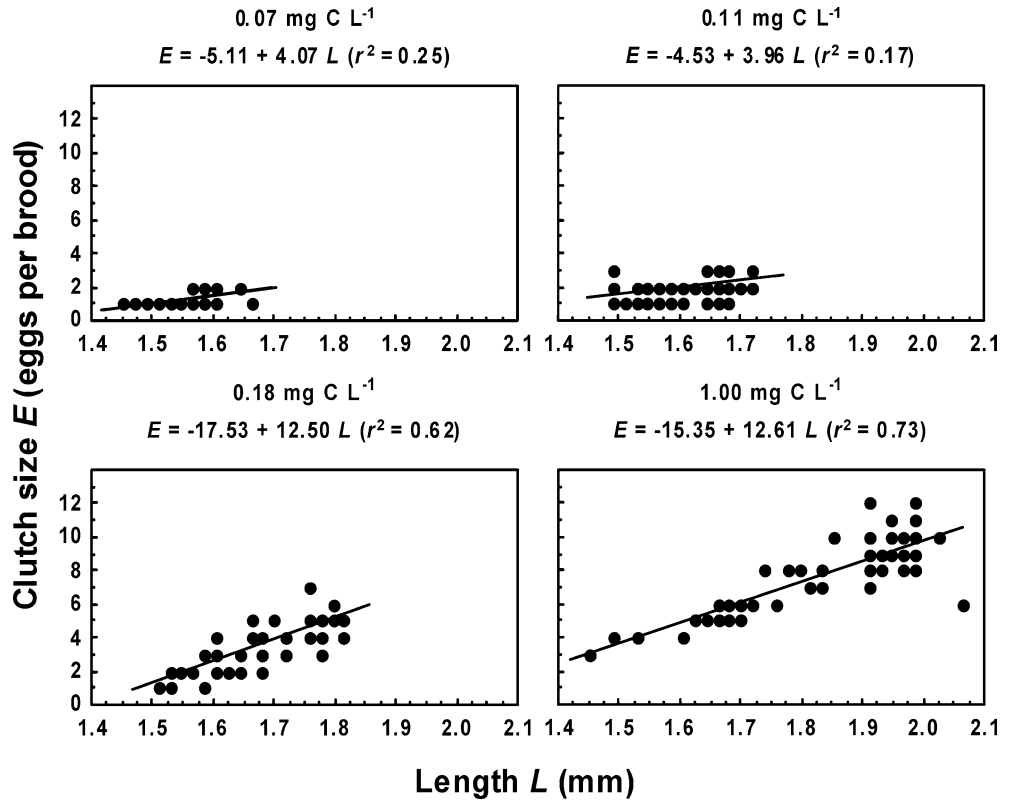 0.07 mg C L-1
E = -5.11 + 4.07 L (r2 = 0.25)
0.11 mg C L-1
E = -4.53 + 3.96 L (r2 = 0.17)
12
10
8
6
4
2
0
1.4 1.5 1.6 1.7 1.8 1.9 2.0 2.1
1.4 1.5 1.6 1.7 1.8 1.9 2.0 2.1
0.18 mg C L-1
E = -17.53 + 12.50 L (r2 = 0.62)
1.00 mg C L-1
E = -15.35 + 12.61 L (r2 = 0.73)
12
10
8
6
4
2
0
1.4 1.5 1.6 1.7 1.8 1.9 2.0 2.1
1.4 1.5 1.6 1.7 1.8 1.9 2.0 2.1
Clutch size E (eggs per brood)
Length L (mm)